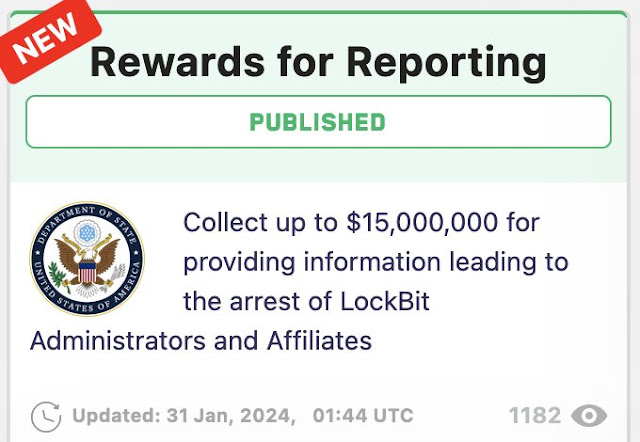 NEW
Rewards for Reporting
PUBLISHED
DEPARTMENT OF STATE
UNITED STATES OF AMERICA
Collect up to $15,000,000 for
providing information leading to
the arrest of LockBit
Administrators and Affiliates
Updated: 31 Jan, 2024, 01:44 UTC
1182